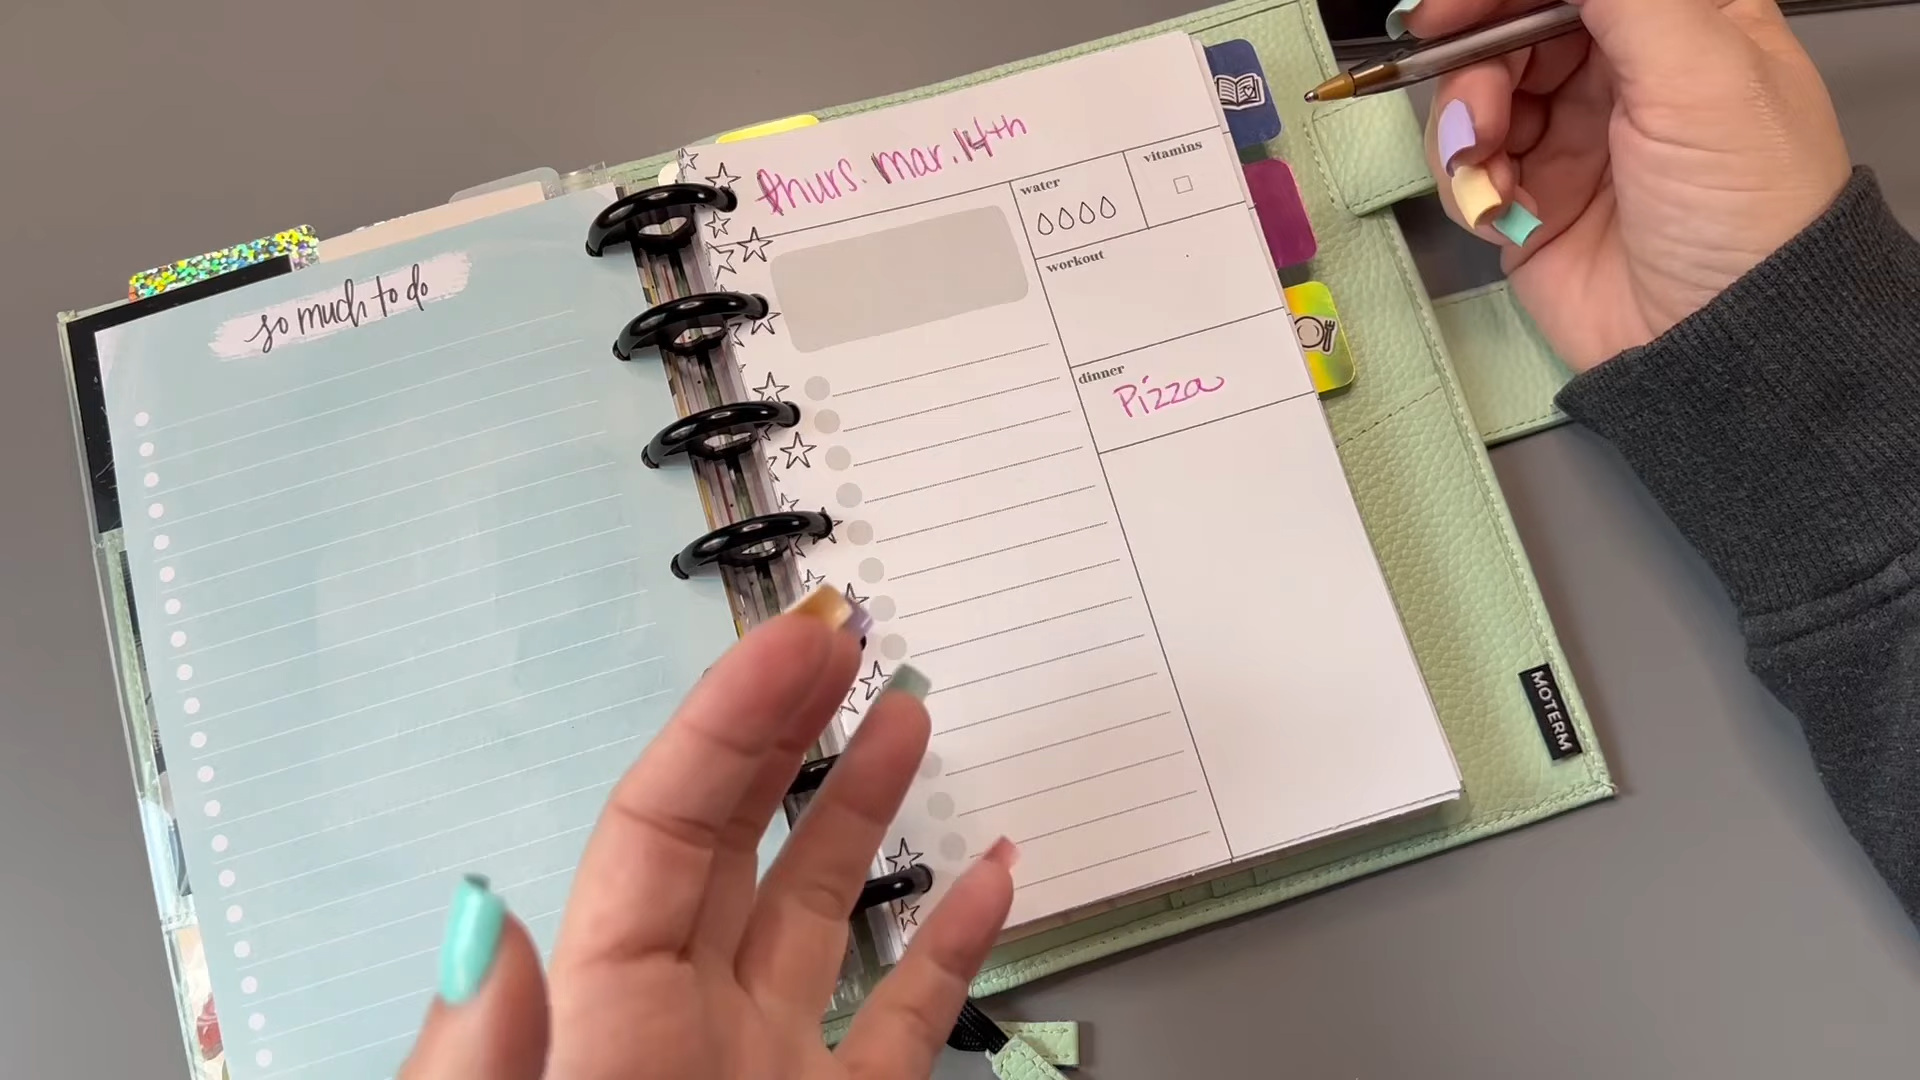 so much to do
thurs. mar. 14th
water
vitamins
workout
dinner
Pizza
MOTERM